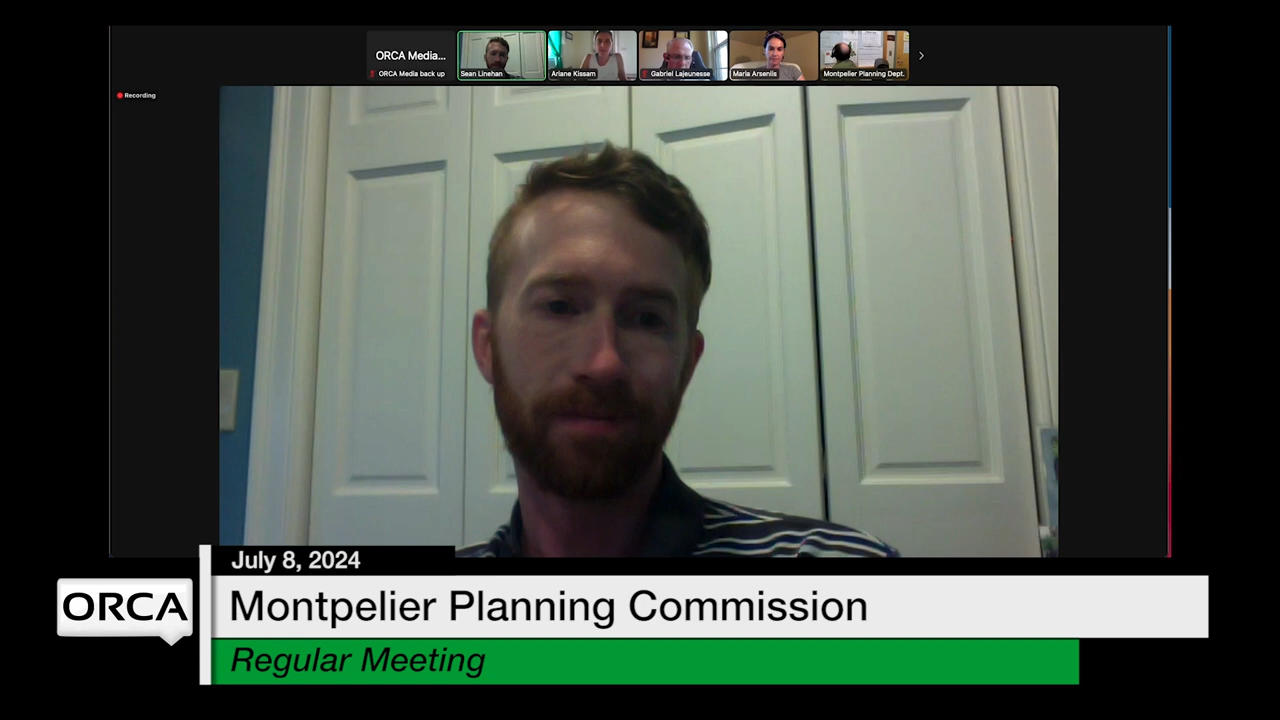 ORCA Media...
ORCA Media back up
Sean Linehan
Ariane Kissam
Gabriel Lajeunesse
Maria Arsenlis
Montpelier Planning Dept.
Recording
July 8, 2024
ORCA
Montpelier Planning Commission
Regular Meeting